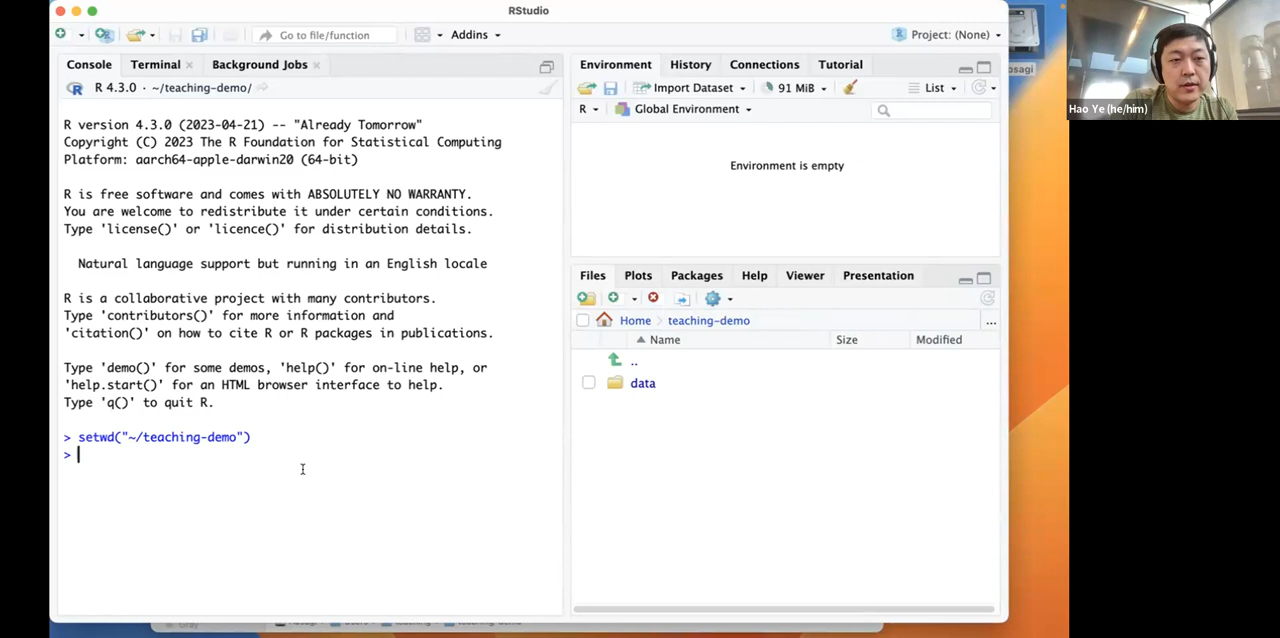 RStudio
Go to file/function
Addins
Project: (None)
Console Terminal Background Jobs
R 4.3.0 · ~/teaching-demo/
R version 4.3.0 (2023-04-21) -- "Already Tomorrow"
Copyright (C) 2023 The R Foundation for Statistical Computing
Platform: aarch64-apple-darwin20 (64-bit)
R is free software and comes with ABSOLUTELY NO WARRANTY.
You are welcome to redistribute it under certain conditions.
Type 'license()' or 'licence()' for distribution details.
Natural language support but running in an English locale
R is a collaborative project with many contributors.
Type 'contributors()' for more information and
'citation()' on how to cite R or R packages in publications.
Type 'demo()' for some demos, 'help()' for on-line help, or
'help.start()' for an HTML browser interface to help.
Type 'q()' to quit R.
> setwd("~/teaching-demo")
>
Environment History Connections Tutorial
Import Dataset 91 MiB List
R Global Environment
Environment is empty
Files Plots Packages Help Viewer Presentation
Home teaching-demo ...
Name Size Modified
..
data
Hao Ye (he/him)